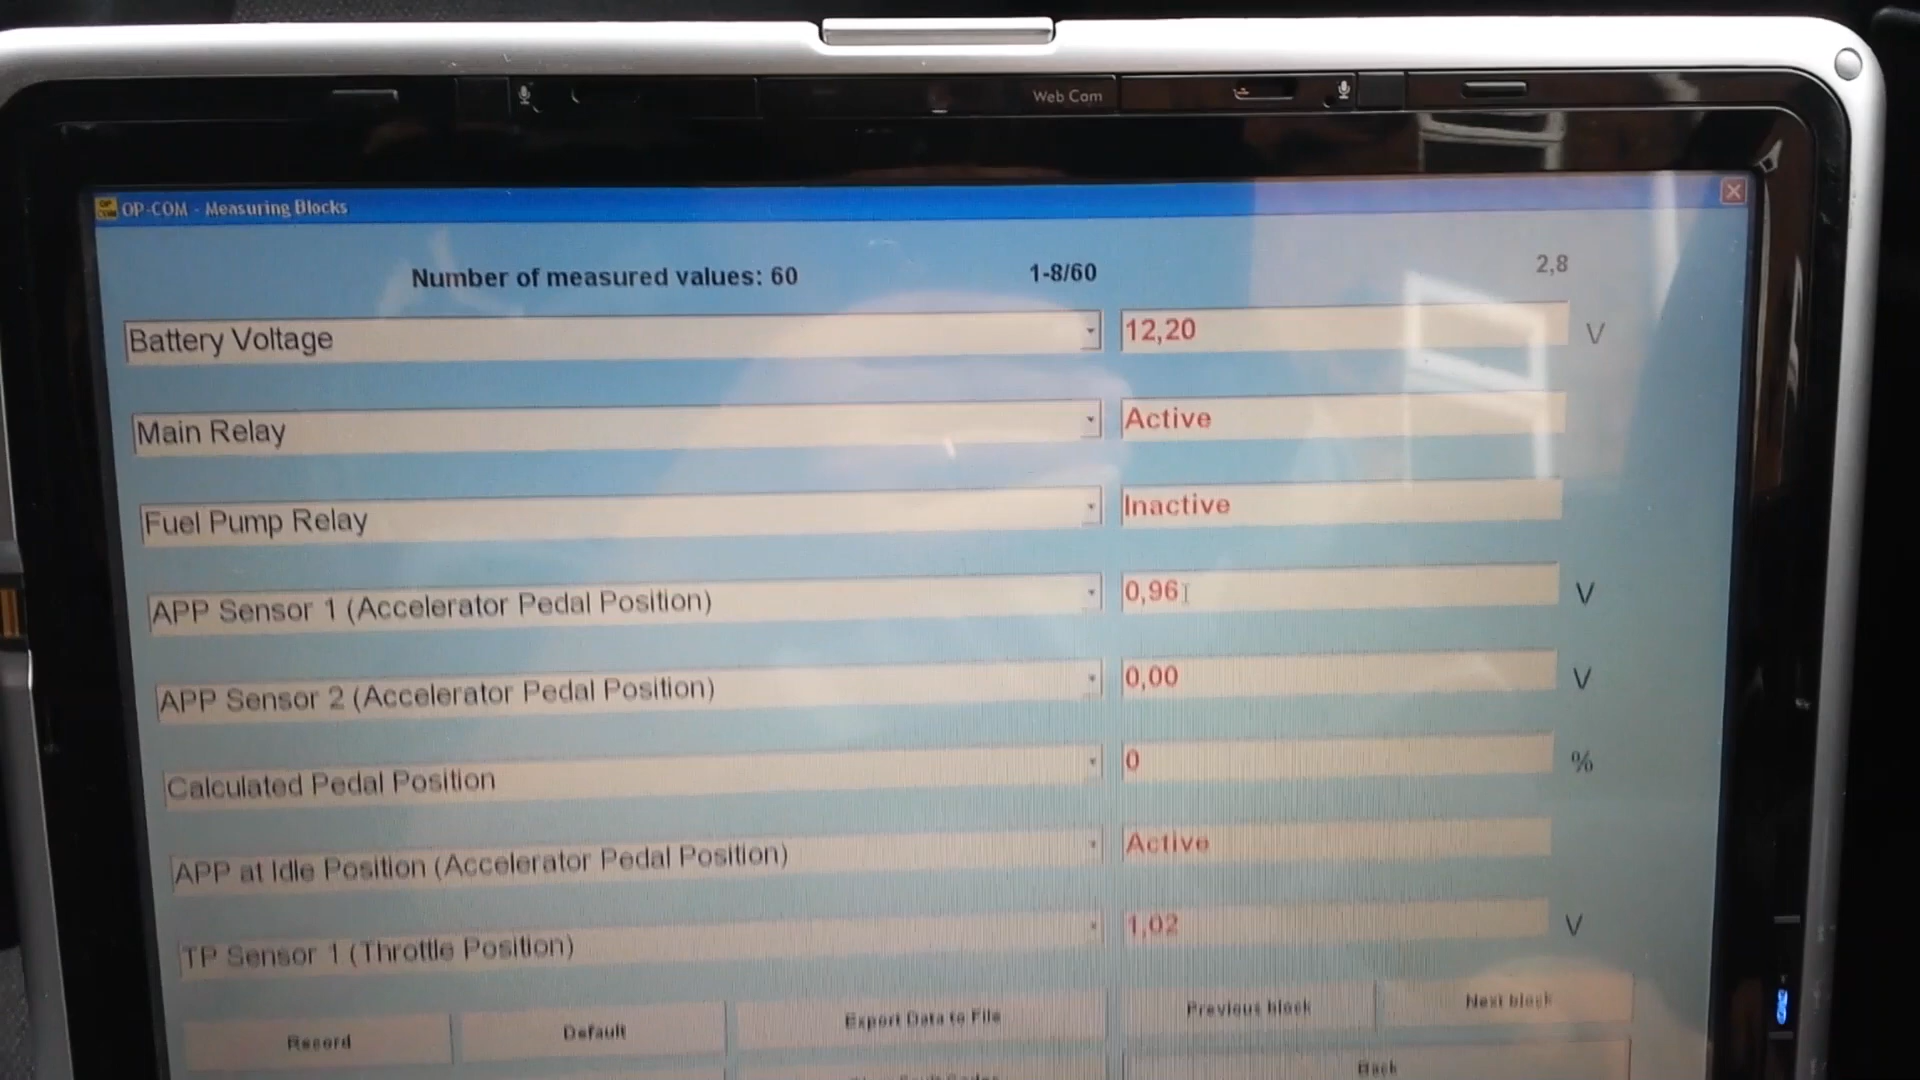 Web Cam
OP-COM - Measuring Blocks
Number of measured values: 60 1-8/60 2,8
Battery Voltage 12,20 V
Main Relay Active
Fuel Pump Relay Inactive
APP Sensor 1 (Accelerator Pedal Position) 0,96 V
APP Sensor 2 (Accelerator Pedal Position) 0,00 V
Calculated Pedal Position 0 %
APP at Idle Position (Accelerator Pedal Position) Active
TP Sensor 1 (Throttle Position) 1,02 V
Record Default Export Data to File Previous block Next block
Back